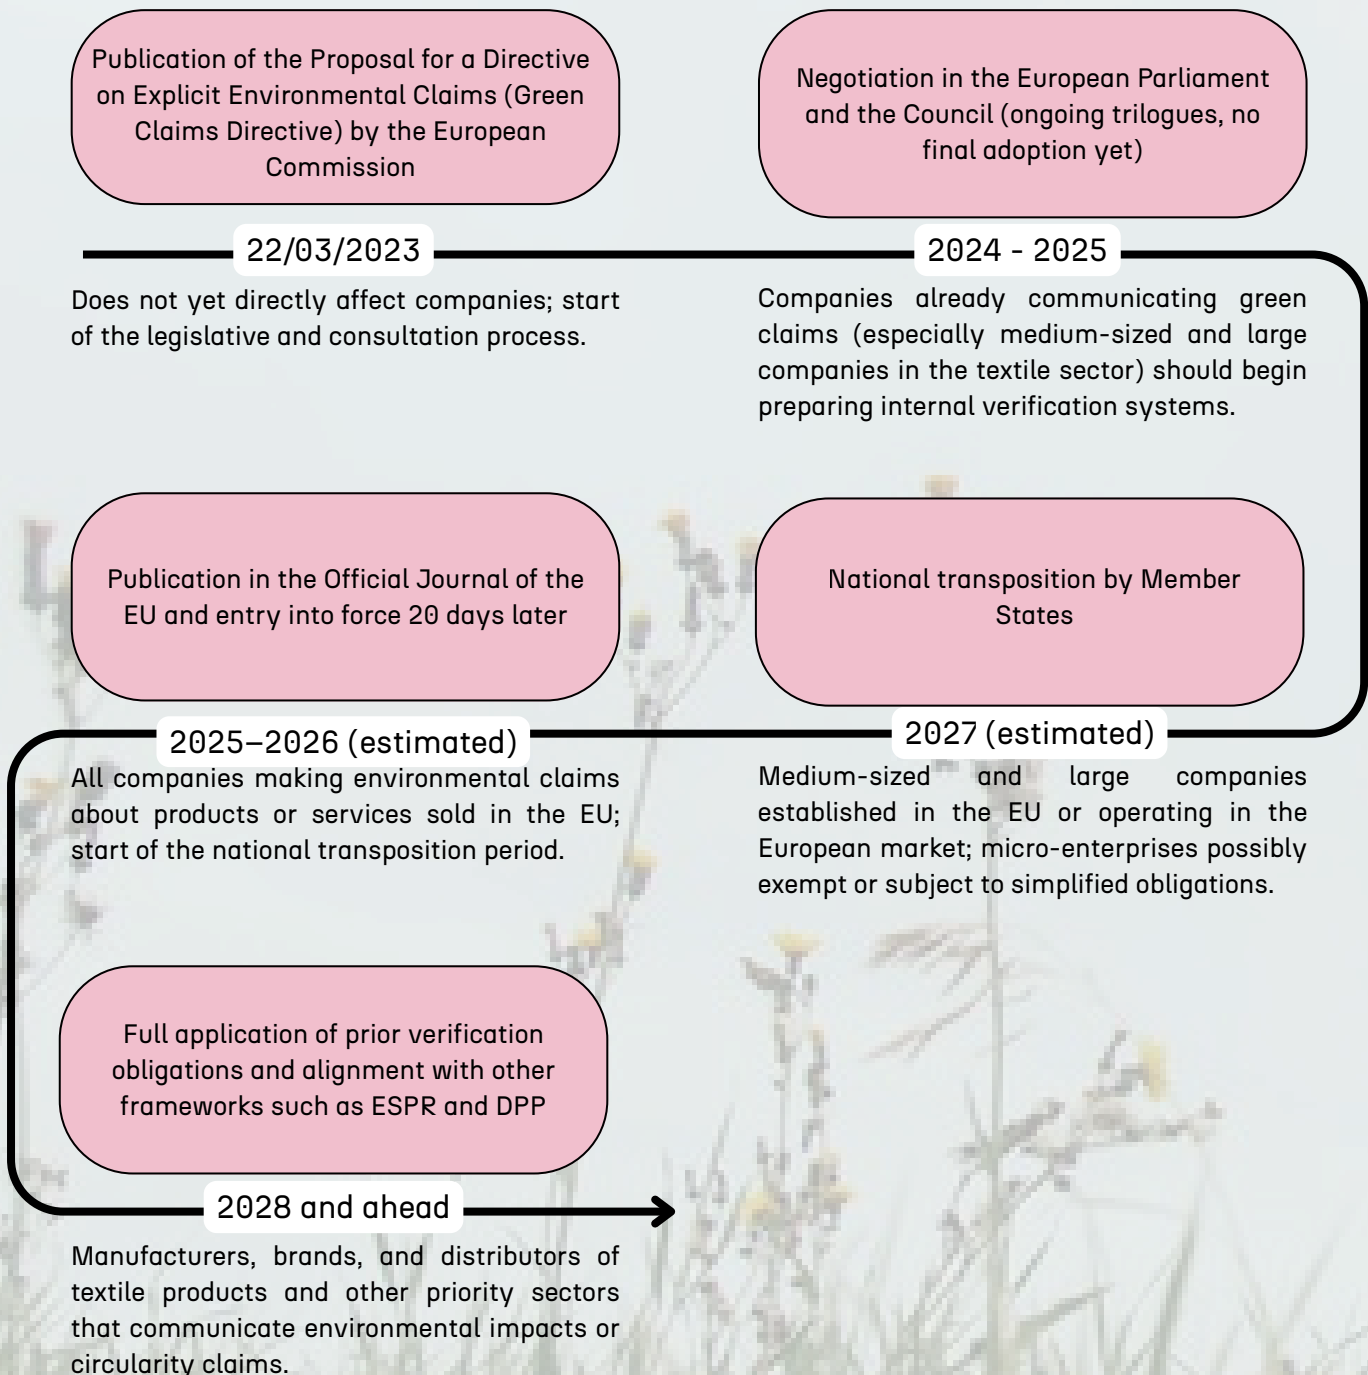 Publication of the Proposal for a Directive
on Explicit Environmental Claims (Green
Claims Directive) by the European
Commission
22/03/2023
Does not yet directly affect companies; start
of the legislative and consultation process.
Negotiation in the European Parliament
and the Council (ongoing trilogues, no
final adoption yet)
2024 - 2025
Companies already communicating green
claims (especially medium-sized and large
companies in the textile sector) should begin
preparing internal verification systems.
Publication in the Official Journal of the
EU and entry into force 20 days later
2025–2026 (estimated)
All companies making environmental claims
about products or services sold in the EU;
start of the national transposition period.
National transposition by Member
States
2027 (estimated)
Medium-sized and large companies
established in the EU or operating in the
European market; micro-enterprises possibly
exempt or subject to simplified obligations.
Full application of prior verification
obligations and alignment with other
frameworks such as ESPR and DPP
2028 and ahead
Manufacturers, brands, and distributors of
textile products and other priority sectors
that communicate environmental impacts or
circularity claims.